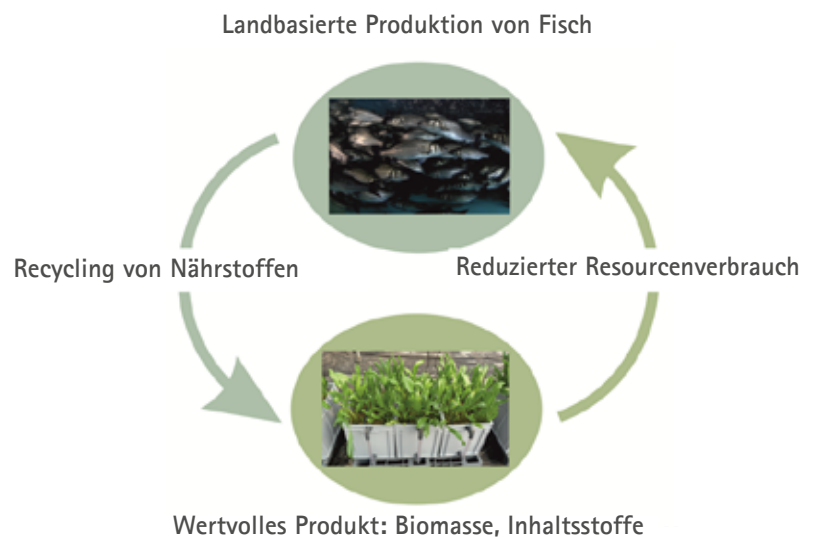 Landbasierte Produktion von Fisch
Recycling von Nährstoffen
Reduzierter Resourcenverbrauch
Wertvolles Produkt: Biomasse, Inhaltsstoffe